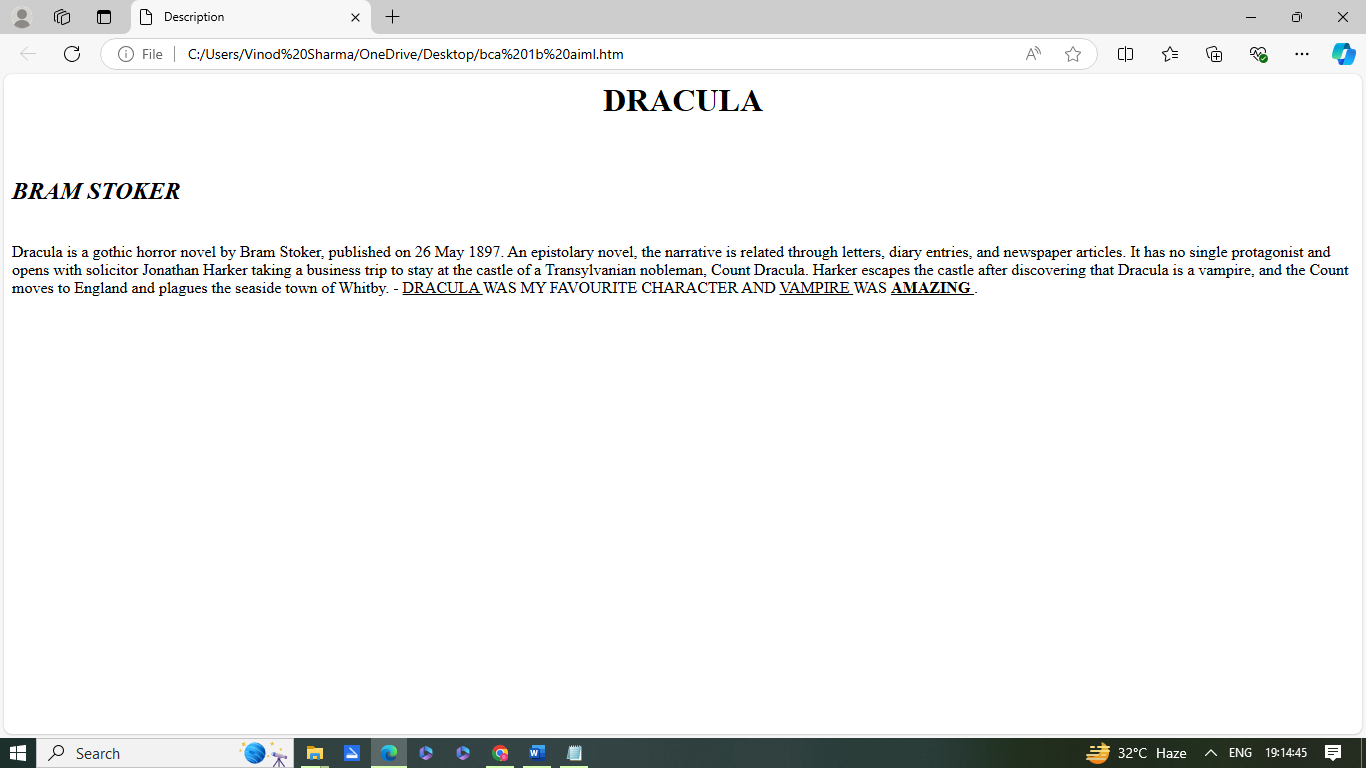 Description
File
C:/Users/Vinod%20Sharma/OneDrive/Desktop/bca%201b%20aiml.htm
DRACULA
BRAM STOKER
Dracula is a gothic horror novel by Bram Stoker, published on 26 May 1897. An epistolary novel, the narrative is related through letters, diary entries, and newspaper articles. It has no single protagonist and
opens with solicitor Jonathan Harker taking a business trip to stay at the castle of a Transylvanian nobleman, Count Dracula. Harker escapes the castle after discovering that Dracula is a vampire, and the Count
moves to England and plagues the seaside town of Whitby. - DRACULA WAS MY FAVOURITE CHARACTER AND VAMPIRE WAS AMAZING .
Search
32°C Haze
ENG
19:14:45